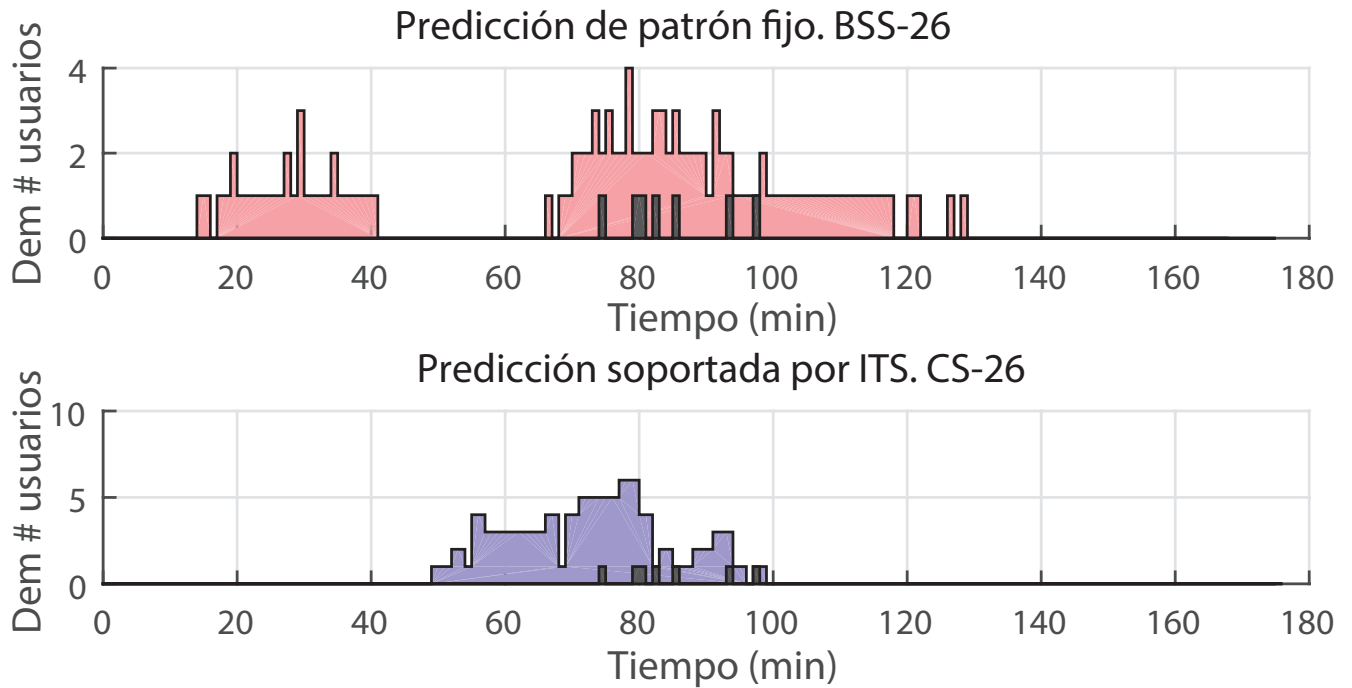 Predicción de patrón fijo. BSS-26
Dem # usuarios
4
2
0
0 20 40 60 80 100 120 140 160 180
Tiempo (min)
Predicción soportada por ITS. CS-26
Dem # usuarios
10
5
0
0 20 40 60 80 100 120 140 160 180
Tiempo (min)